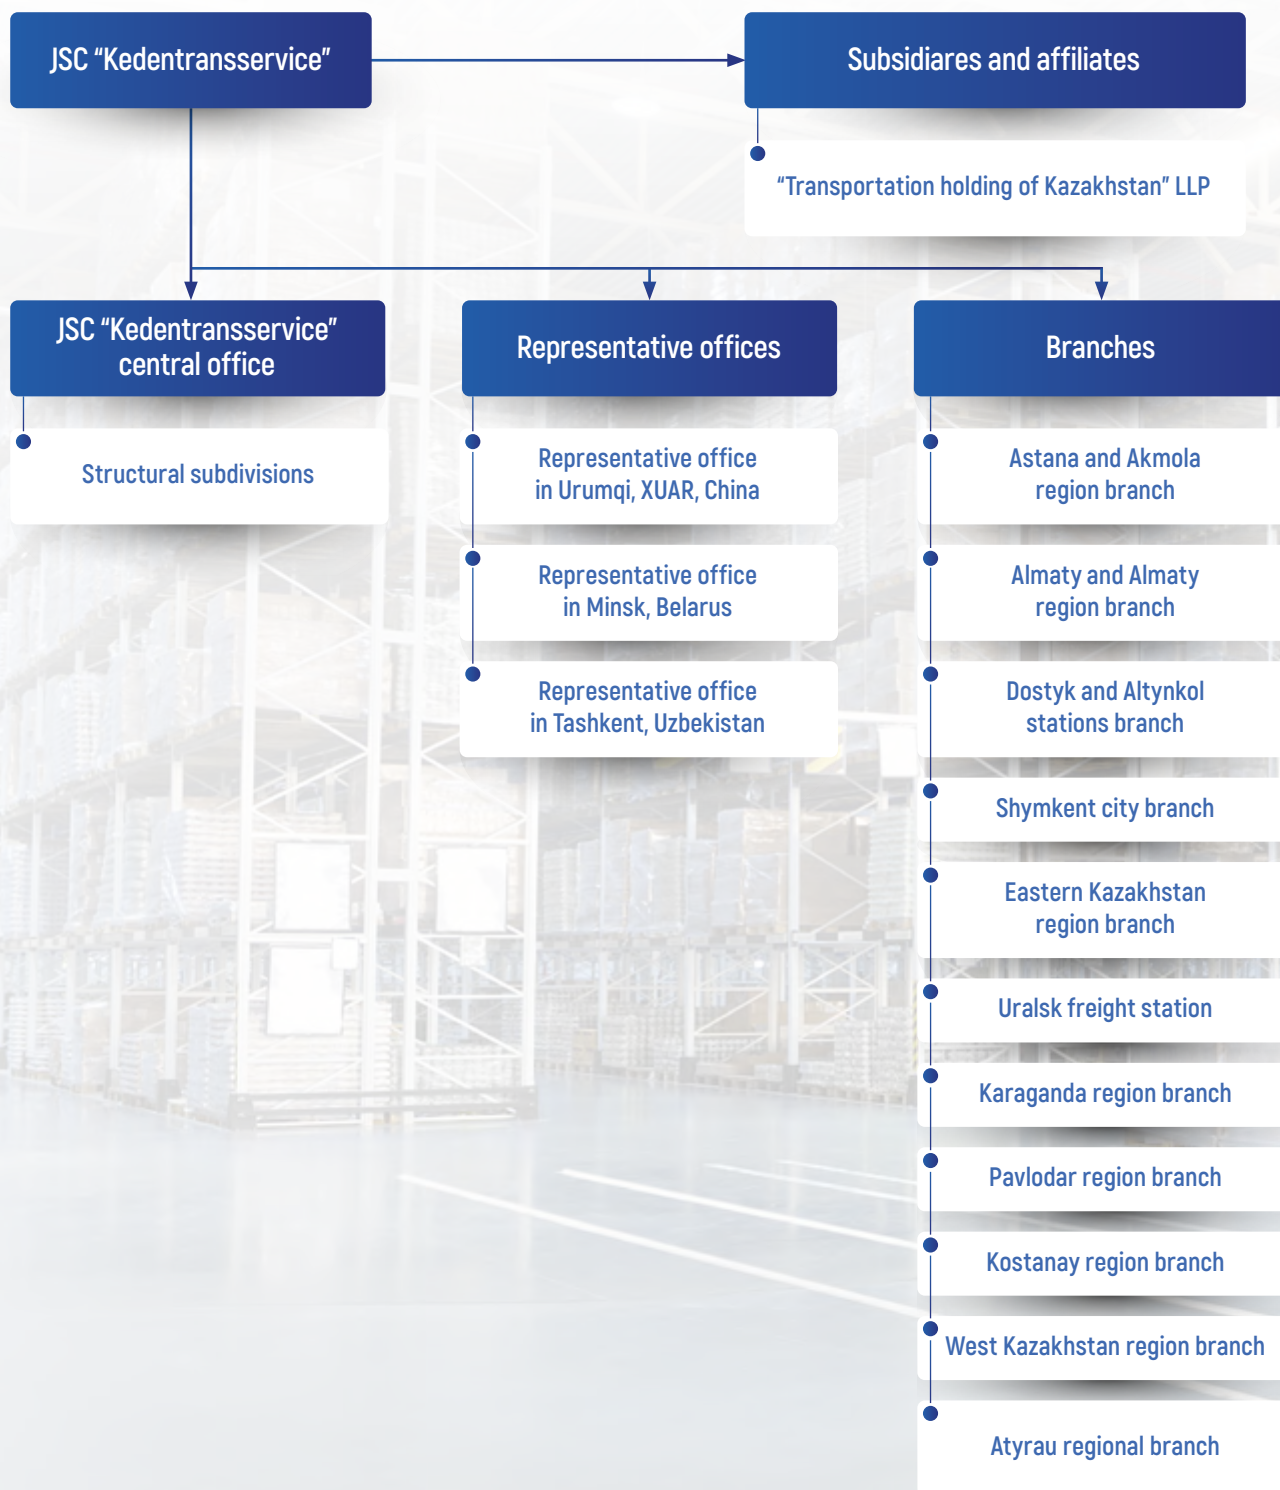 JSC “Kedentransservice”
Subsidiares and affiliates
“Transportation holding of Kazakhstan” LLP
JSC “Kedentransservice”
central office
Structural subdivisions
Representative offices
Representative office
in Urumqi, XUAR, China
Representative office
in Minsk, Belarus
Representative office
in Tashkent, Uzbekistan
Branches
Astana and Akmola
region branch
Almaty and Almaty
region branch
Dostyk and Altynkol
stations branch
Shymkent city branch
Eastern Kazakhstan
region branch
Uralsk freight station
Karaganda region branch
Pavlodar region branch
Kostanay region branch
West Kazakhstan region branch
Atyrau regional branch